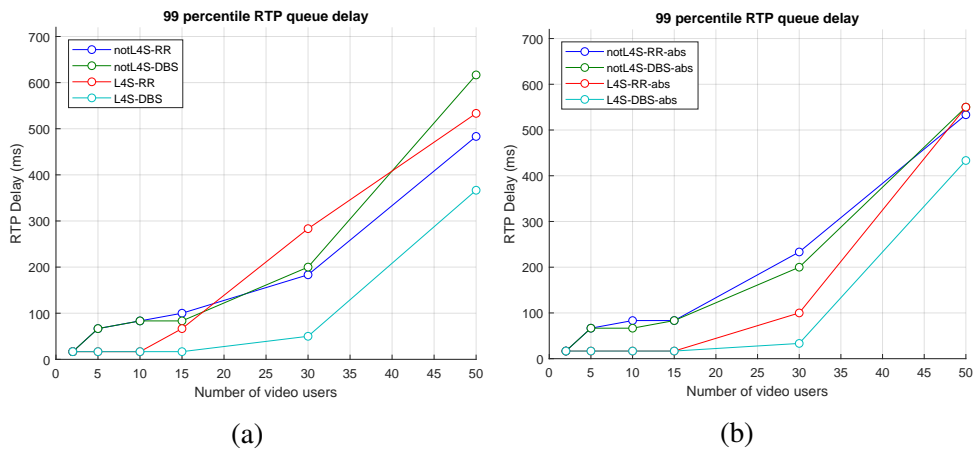 99 percentile RTP queue delay
700
600
500
400
300
200
100
0
RTP Delay (ms)
notL4S-RR
notL4S-DBS
L4S-RR
L4S-DBS
0 5 10 15 20 25 30 35 40 45 50
Number of video users
(a)
99 percentile RTP queue delay
700
600
500
400
300
200
100
0
RTP Delay (ms)
notL4S-RR-abs
notL4S-DBS-abs
L4S-RR-abs
L4S-DBS-abs
0 5 10 15 20 25 30 35 40 45 50
Number of video users
(b)